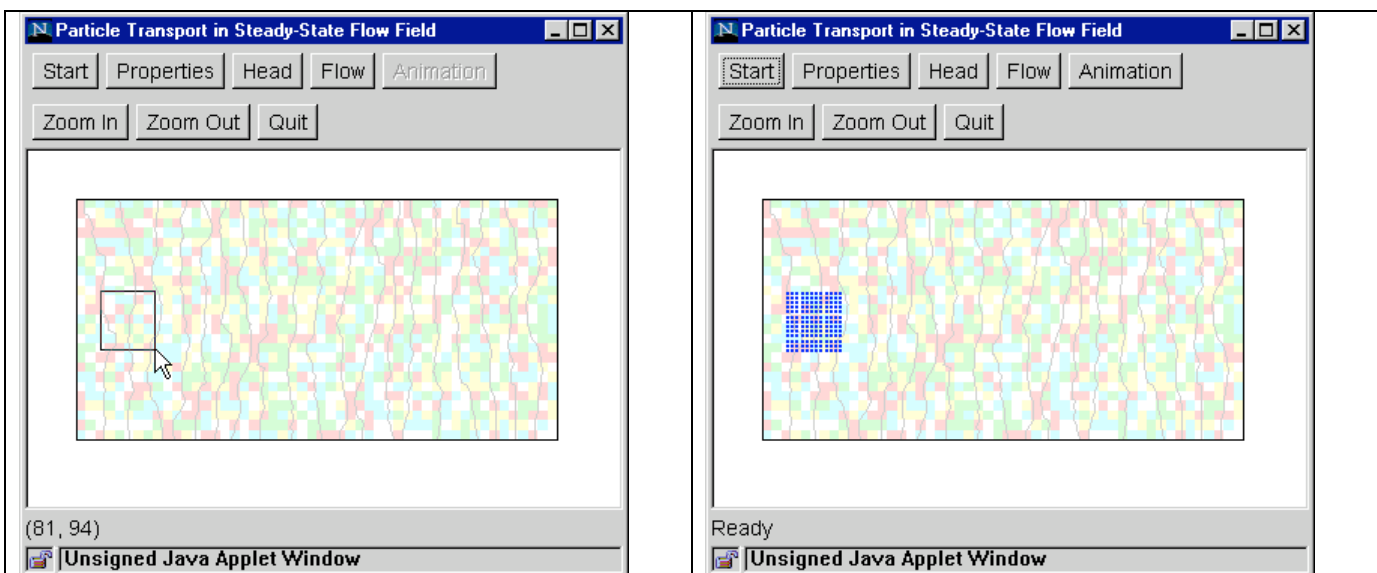 N Particle Transport in Steady-State Flow Field
Start Properties Head Flow Animation
Zoom In Zoom Out Quit
(81, 94)
Unsigned Java Applet Window
N Particle Transport in Steady-State Flow Field
Start Properties Head Flow Animation
Zoom In Zoom Out Quit
Ready
Unsigned Java Applet Window